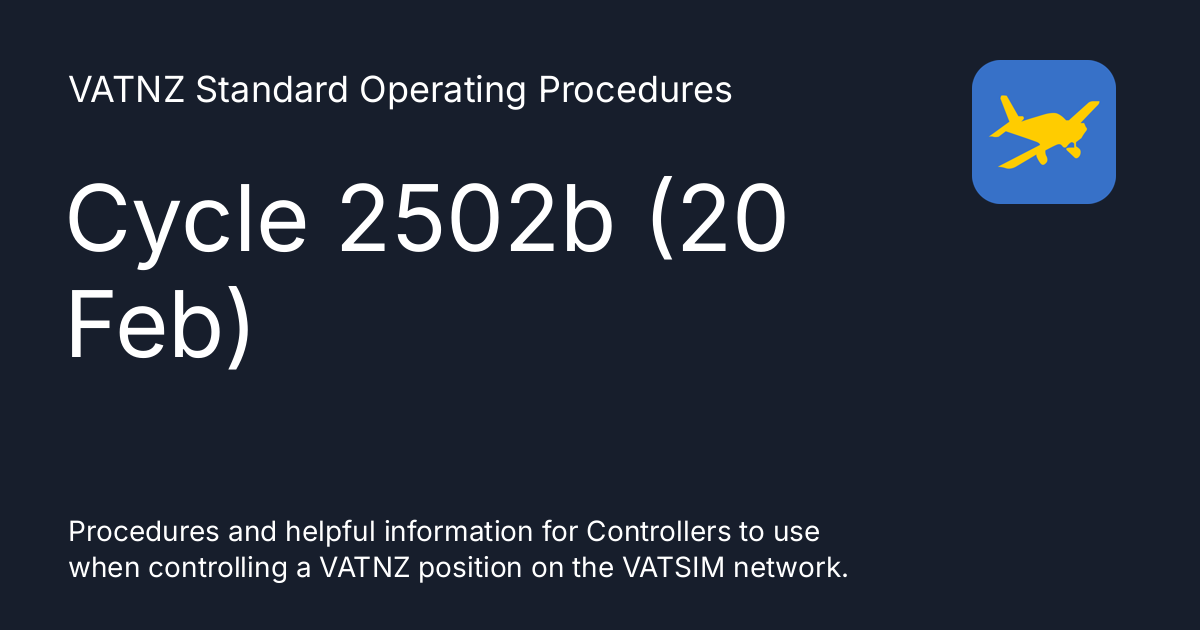 VATNZ Standard Operating Procedures
Cycle 2502b (20
Feb)
Procedures and helpful information for Controllers to use
when controlling a VATNZ position on the VATSIM network.